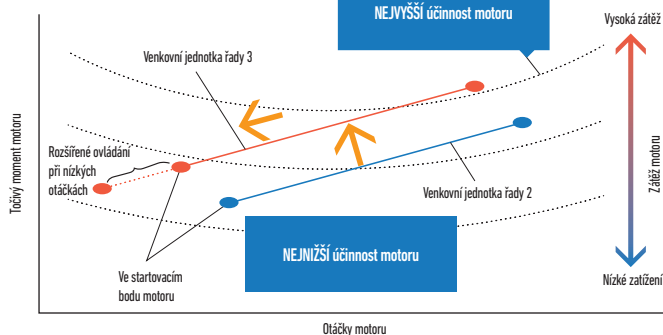 NEJVYŠŠÍ účinnost motoru
Vysoká zátěž
Venkovní jednotka řady 3
Točivý moment motoru
Rozšířené ovládání
při nízkých
otáčkách
Zátěž motoru
Venkovní jednotka řady 2
NEJNIŽŠÍ účinnost motoru
Ve startovacím
bodu motoru
Nízké zatížení
Otáčky motoru